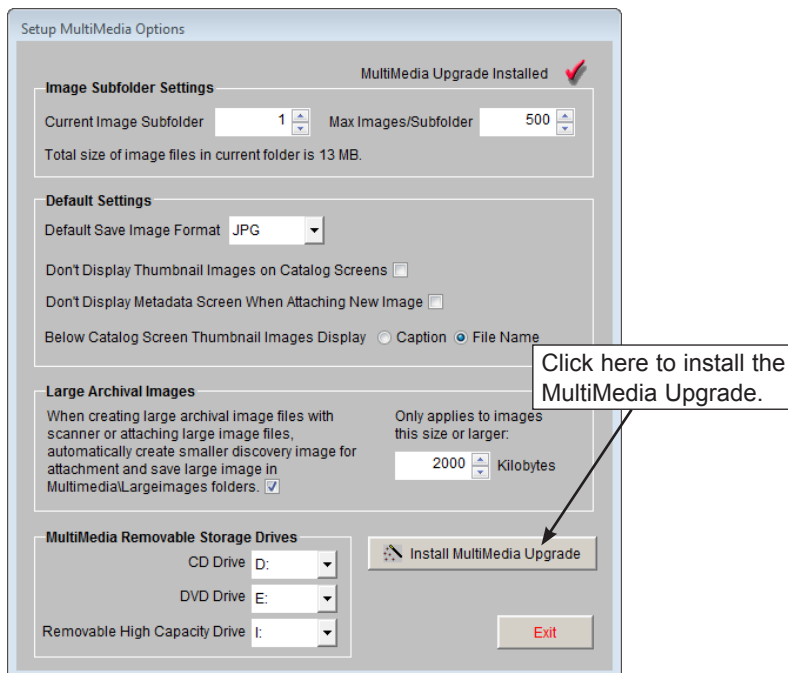 Setup MultiMedia Options
MultiMedia Upgrade Installed
Image Subfolder Settings
Current Image Subfolder 1 Max Images/Subfolder 500
Total size of image files in current folder is 13 MB.
Default Settings
Default Save Image Format JPG
Don't Display Thumbnail Images on Catalog Screens
Don't Display Metadata Screen When Attaching New Image
Below Catalog Screen Thumbnail Images Display Caption File Name
Click here to install the
MultiMedia Upgrade.
Large Archival Images
When creating large archival image files with
scanner or attaching large image files,
automatically create smaller discovery image for
attachment and save large image in
Multimedia\Largeimages folders.
Only applies to images
this size or larger:
2000 Kilobytes
MultiMedia Removable Storage Drives
CD Drive D:
DVD Drive E:
Removable High Capacity Drive I:
Install MultiMedia Upgrade
Exit